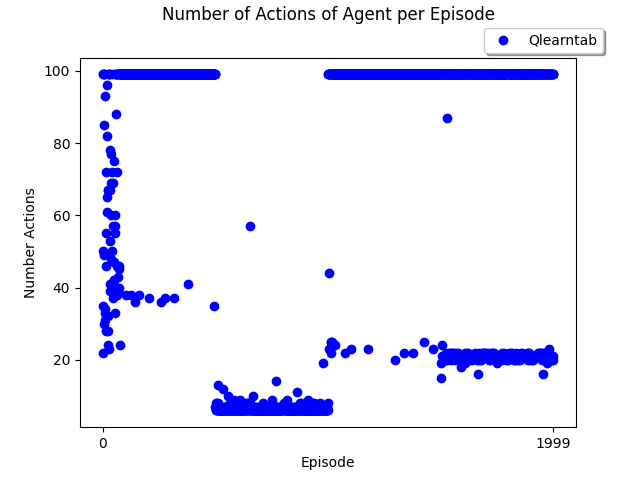 Number of Actions of Agent per Episode
Qlearntab
100
80
60
40
20
Number Actions
0
1999
Episode